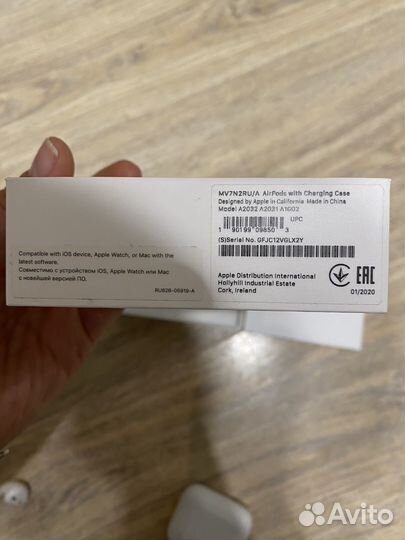 MV7N2RU/A AirPods with Charging Case
Designed by Apple in California Made in China
Model A2032 A2031 A1602
UPC
1 90199 09850 3
(S)Serial No. GFJC12VGLX2Y
Apple Distribution International
Hollyhill Industrial Estate
Cork, Ireland
EAC
01/2020
Compatible with iOS device, Apple Watch, or Mac with the
latest software.
Совместимо с устройством iOS, Apple Watch или Mac
с новейшей версией ПО.
RU828-06919-A
Avito